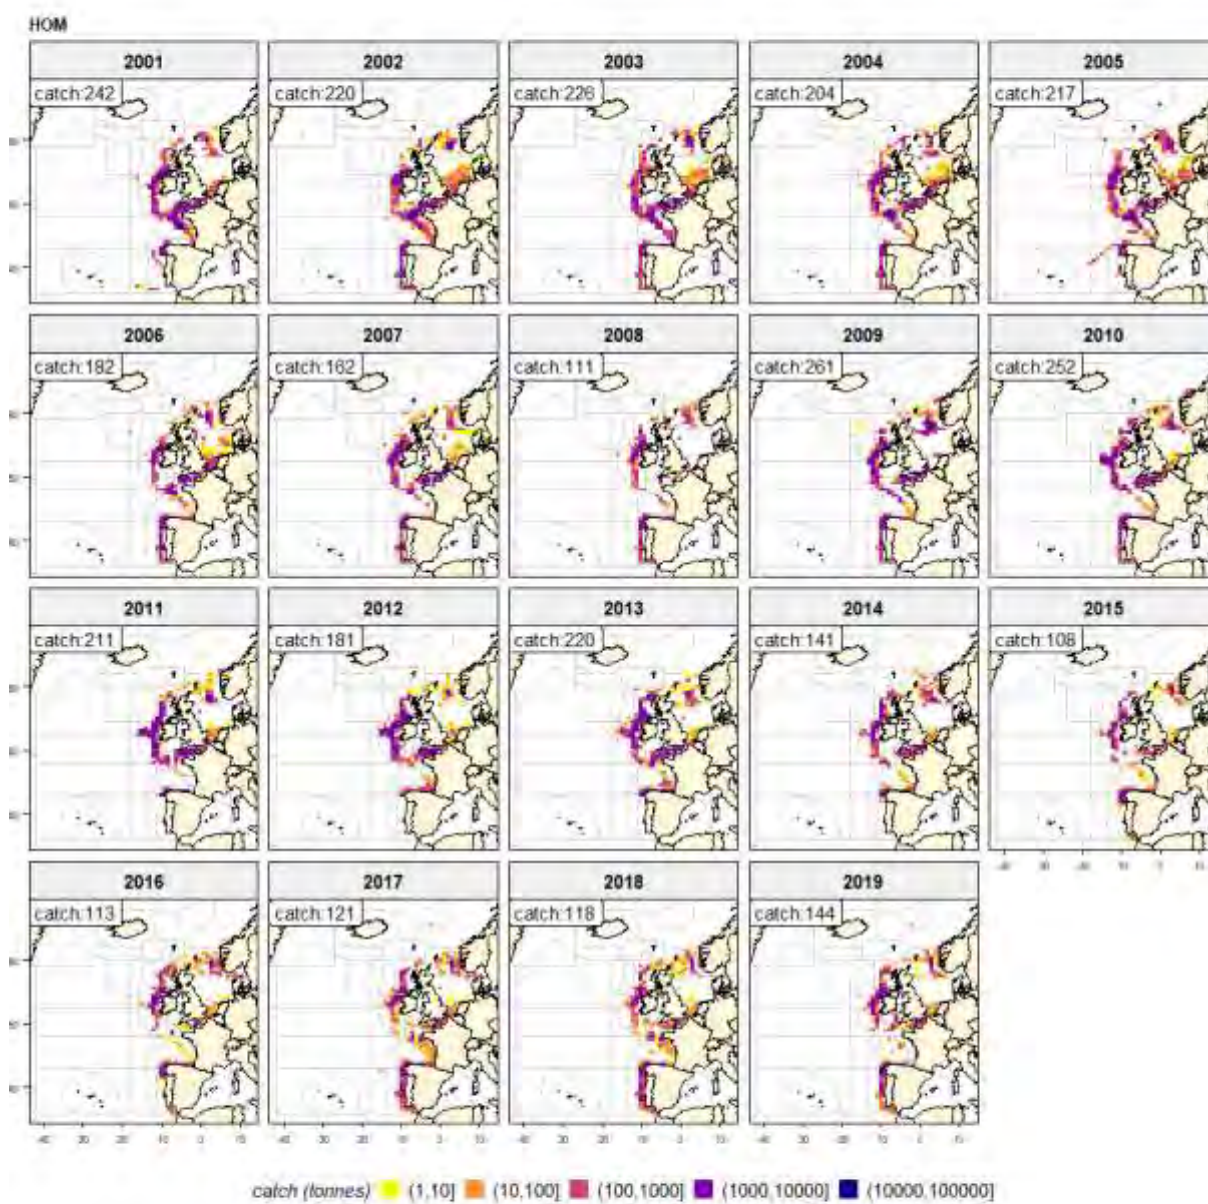 HOM
2001 2002 2003 2004 2005
catch:242 catch:220 catch:226 catch:204 catch:217
2006 2007 2008 2009 2010
catch:182 catch:162 catch:111 catch:261 catch:252
2011 2012 2013 2014 2015
catch:211 catch:181 catch:220 catch:141 catch:108
2016 2017 2018 2019
catch:113 catch:121 catch:118 catch:144
catch (tonnes) (1,10] (10,100] (100,1000] (1000,10000] (10000,100000]